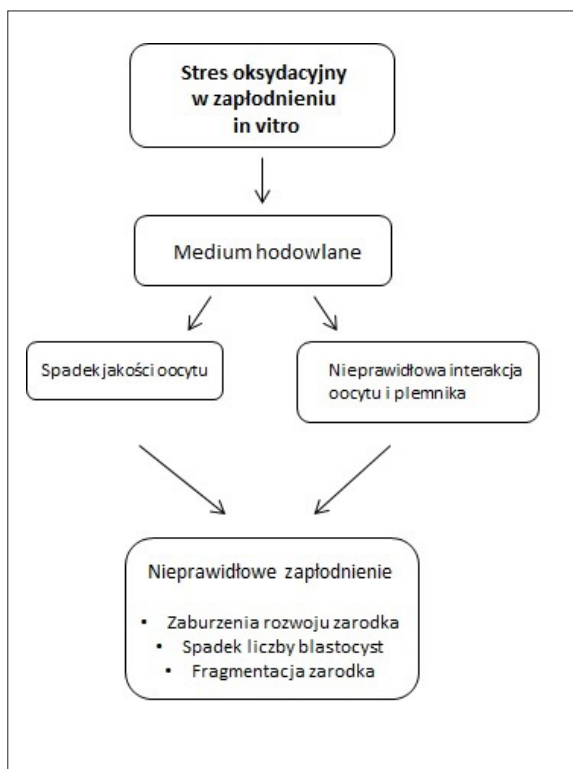 Stres oksydacyjny
w zapłodnieniu
in vitro
Medium hodowlane
Spadek jakości oocytu
Nieprawidłowa interakcja
oocytu i plemnika
Nieprawidłowe zapłodnienie
• Zaburzenia rozwoju zarodka
• Spadek liczby blastocyst
• Fragmentacja zarodka